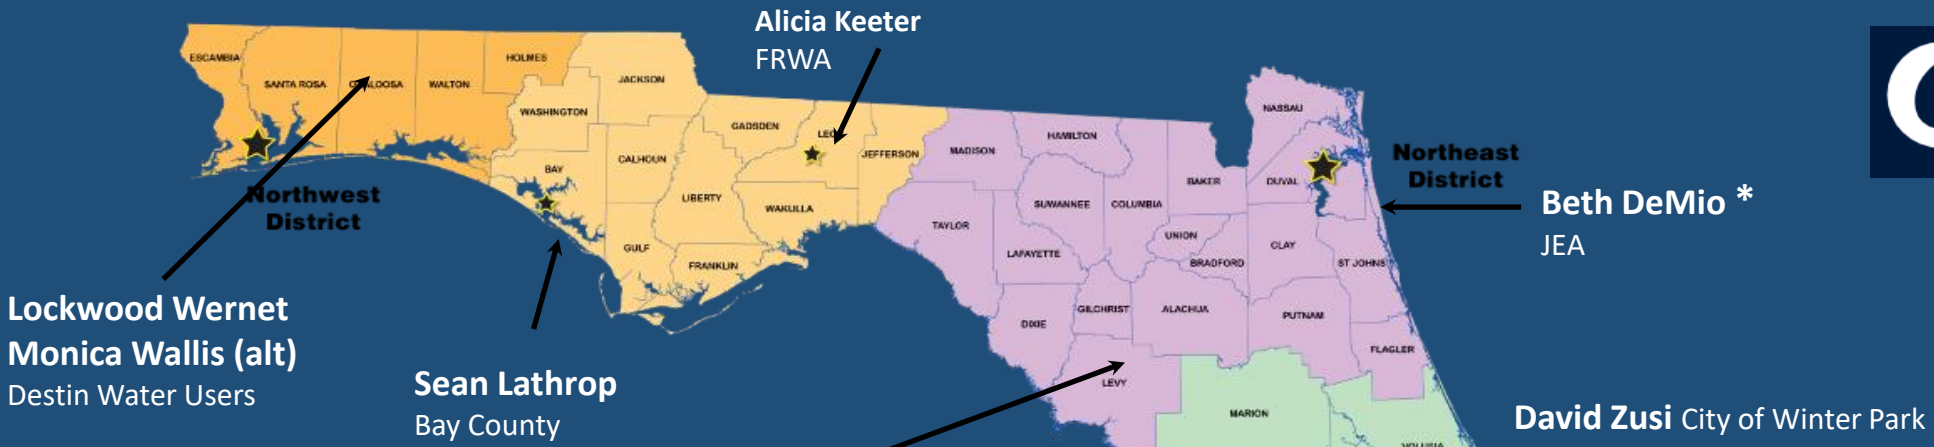 Alicia Keeter
FRWA
ESCAMBIA
SANTA ROSA
WALTON
HOLMES
JACKSON
WASHINGTON
BAY
CALHOUN
GULF
GADSDEN
LIBERTY
FRANKLIN
WAKULLA
JEFFERSON
Northwest
District
MADISON
HAMILTON
TAYLOR
SUWANNEE
LAFAYETTE
COLUMBIA
BAKER
NASSAU
DUVAL
UNION
BRADFORD
CLAY
ST JOHNS
DIXIE
GILCHRIST
ALACHUA
PUTNAM
FLAGLER
LEVY
MARION
Northeast
District
Beth DeMio *
JEA
Lockwood Wernet
Monica Wallis (alt)
Destin Water Users
Sean Lathrop
Bay County
David Zusi City of Winter Park